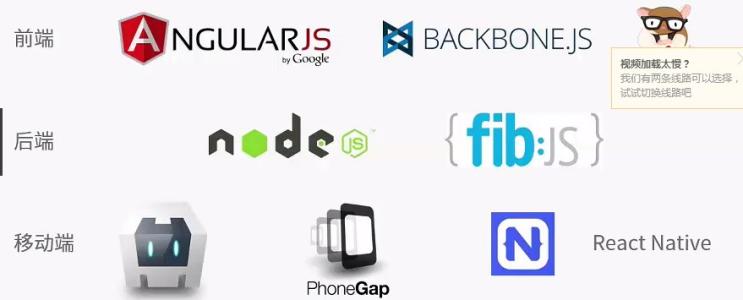 前端
ANGULARJS
by Google
BACKBONE.JS
视频加载太慢？
我们有两条线路可以选择，
试试切换线路吧
后端
node
JS
{fib:JS}
移动端
PhoneGap
{N}
React Native